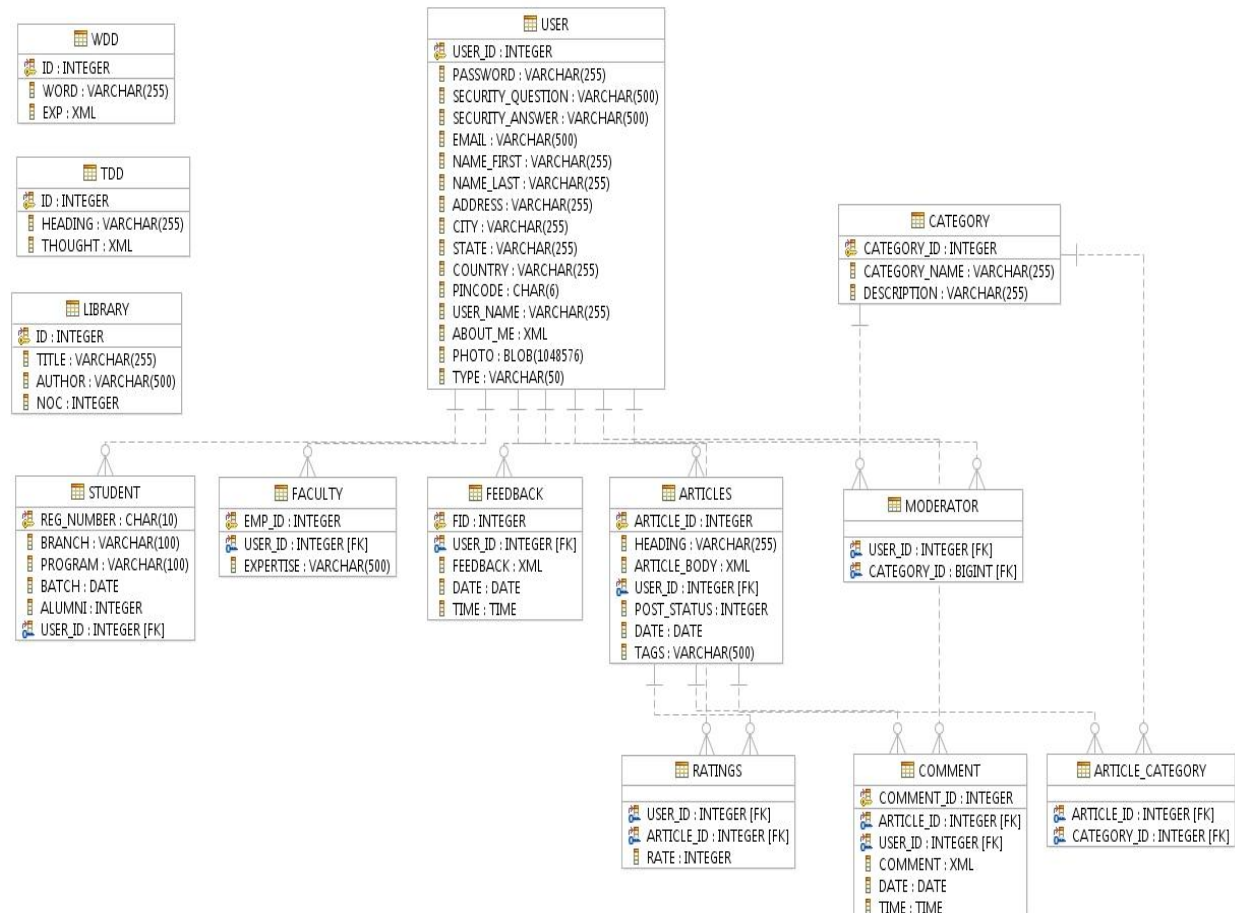 WDD
ID : INTEGER
WORD : VARCHAR(255)
EXP : XML
TDD
ID : INTEGER
HEADING : VARCHAR(255)
THOUGHT : XML
LIBRARY
ID : INTEGER
TITLE : VARCHAR(255)
AUTHOR : VARCHAR(500)
NOC : INTEGER
USER
USER_ID : INTEGER
PASSWORD : VARCHAR(255)
SECURITY_QUESTION : VARCHAR(500)
SECURITY_ANSWER : VARCHAR(500)
EMAIL : VARCHAR(500)
NAME_FIRST : VARCHAR(255)
NAME_LAST : VARCHAR(255)
ADDRESS : VARCHAR(255)
CITY : VARCHAR(255)
STATE : VARCHAR(255)
COUNTRY : VARCHAR(255)
PINCODE : CHAR(6)
USER_NAME : VARCHAR(255)
ABOUT_ME : XML
PHOTO : BLOB(1048576)
TYPE : VARCHAR(50)
CATEGORY
CATEGORY_ID : INTEGER
CATEGORY_NAME : VARCHAR(255)
DESCRIPTION : VARCHAR(255)
STUDENT
REG_NUMBER : CHAR(10)
BRANCH : VARCHAR(100)
PROGRAM : VARCHAR(100)
BATCH : DATE
ALUMNI : INTEGER
USER_ID : INTEGER [FK]
FACULTY
EMP_ID : INTEGER
USER_ID : INTEGER [FK]
EXPERTISE : VARCHAR(500)
FEEDBACK
FID : INTEGER
USER_ID : INTEGER [FK]
FEEDBACK : XML
DATE : DATE
TIME : TIME
ARTICLES
ARTICLE_ID : INTEGER
HEADING : VARCHAR(255)
ARTICLE_BODY : XML
USER_ID : INTEGER [FK]
POST_STATUS : INTEGER
DATE : DATE
TAGS : VARCHAR(500)
MODERATOR
USER_ID : INTEGER [FK]
CATEGORY_ID : BIGINT [FK]
RATINGS
USER_ID : INTEGER [FK]
ARTICLE_ID : INTEGER [FK]
RATE : INTEGER
COMMENT
COMMENT_ID : INTEGER
ARTICLE_ID : INTEGER [FK]
USER_ID : INTEGER [FK]
COMMENT : XML
DATE : DATE
TIME : TIME
ARTICLE_CATEGORY
ARTICLE_ID : INTEGER [FK]
CATEGORY_ID : INTEGER [FK]